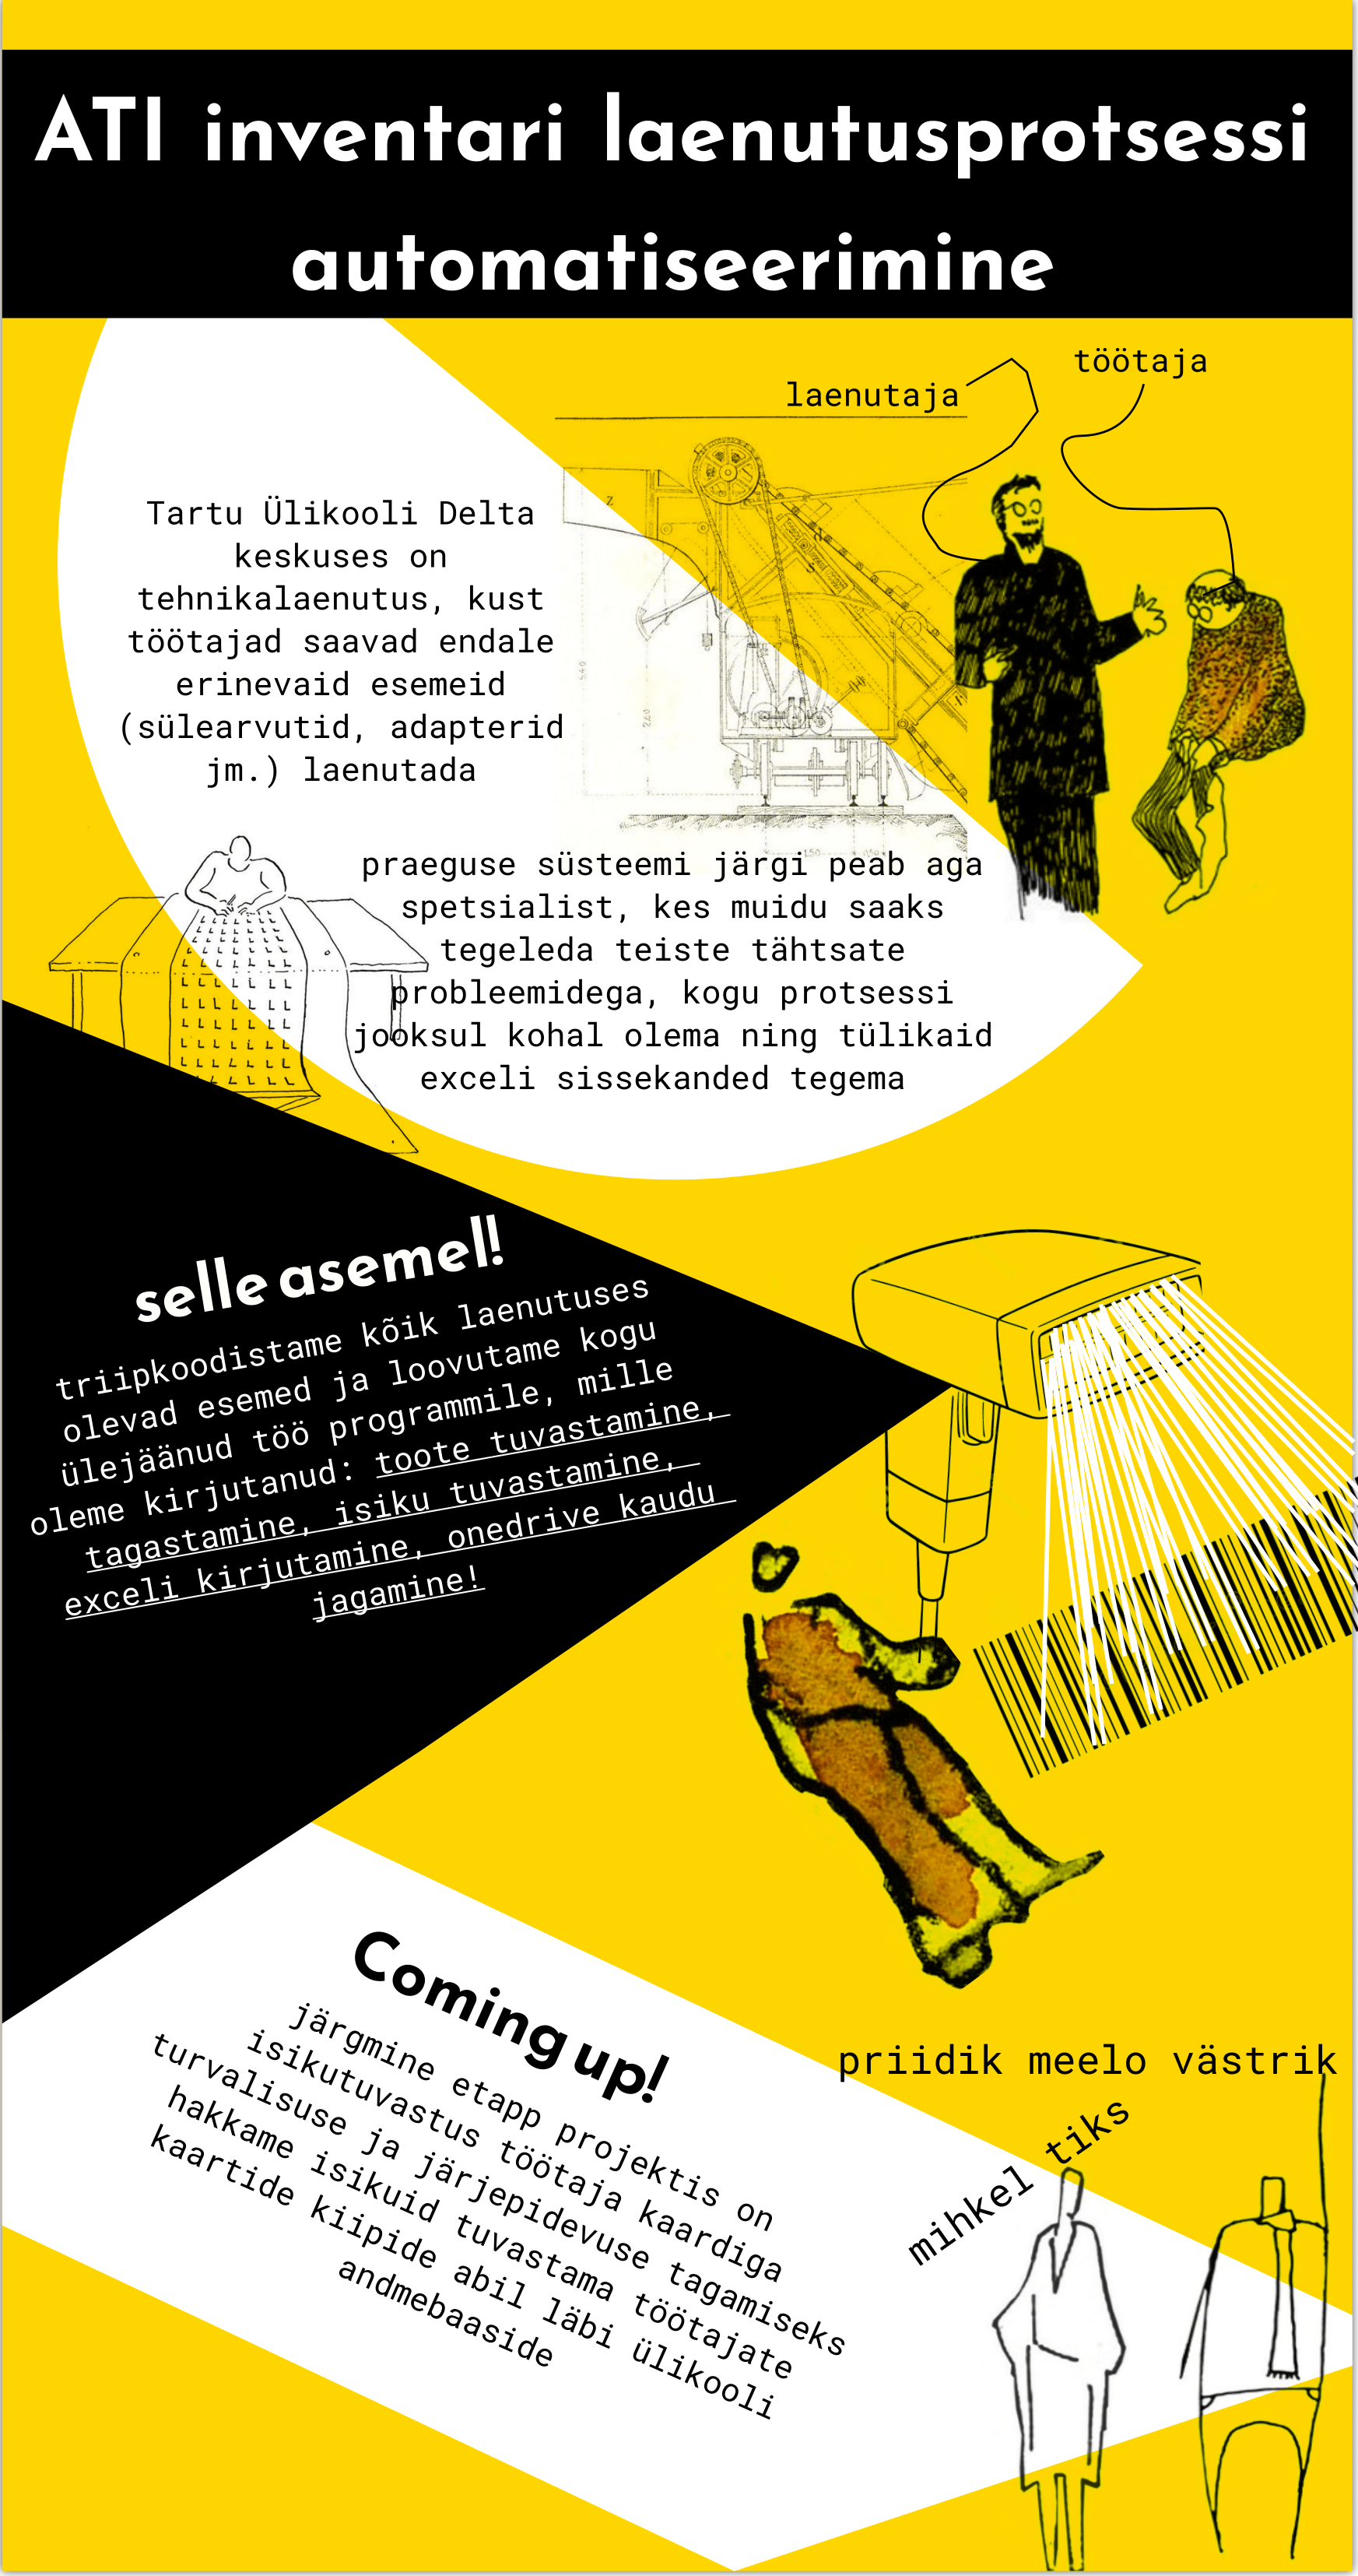 ATI inventari laenutusprotsessi
automatiseerimine
laenutaja
töötaja
Tartu Ülikooli Delta
keskuses on
tehnikalaenutus, kust
töötajad saavad endale
erinevaid esemeid
(sülearvutid, adapterid
jm.) laenutada
praeguse süsteemi järgi peab aga
spetsialist, kes muidu saaks
tegeleda teiste tähtsate
probleemidega, kogu protsessi
jooksul kohal olema ning tülikaid
exceli sissekanded tegema
selle asemel!
triipkoodistame kõik laenutuses
olevad esemed ja loovutame kogu
ülejäänud töö programmile, mille
oleme kirjutanud: toote tuvastamine,
tagastamine, isiku tuvastamine,
exceli kirjutamine, onedrive kaudu
jagamine!
Coming up!
järgmine etapp projektis on
isikutuvastus töötaja kaardiga
turvalisuse ja järjepidevuse tagamiseks
hakkame isikuid tuvastama töötajate
kaartide kiipide abil läbi ülikooli
andmebaaside
priidik meelo västrik
mihkel tiks